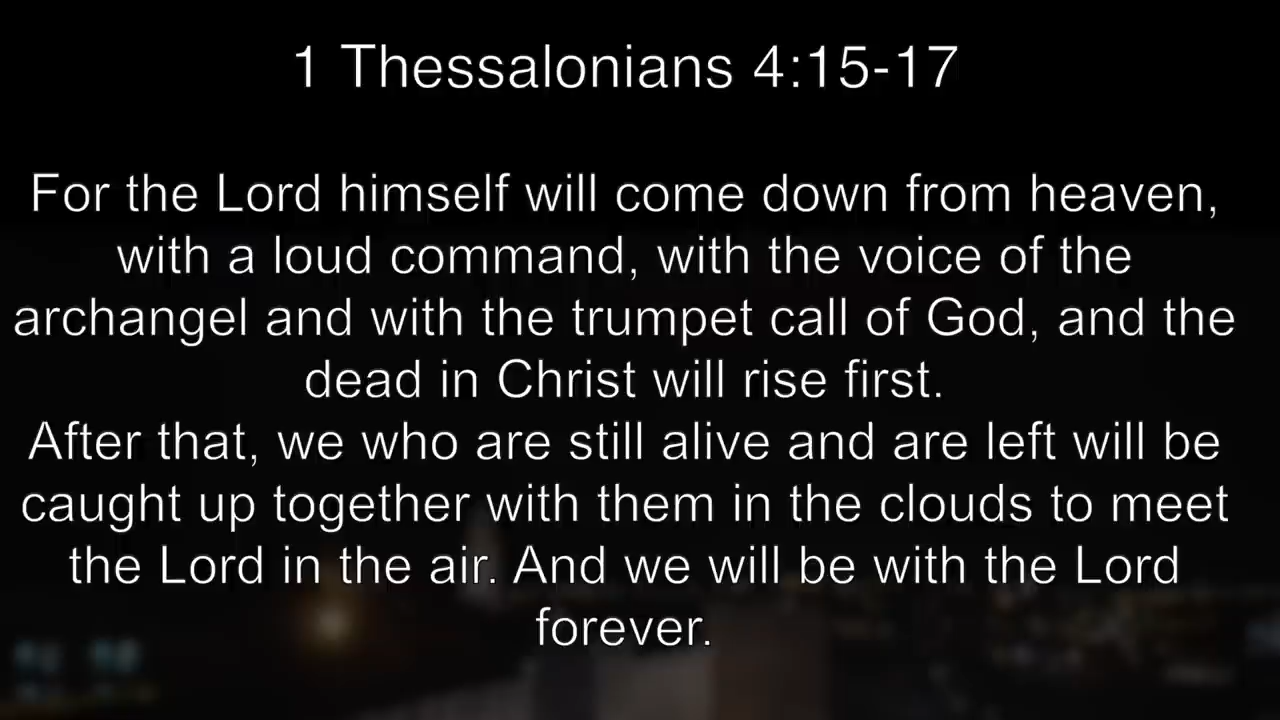 1 Thessalonians 4:15-17
For the Lord himself will come down from heaven,
with a loud command, with the voice of the
archangel and with the trumpet call of God, and the
dead in Christ will rise first.
After that, we who are still alive and are left will be
caught up together with them in the clouds to meet
the Lord in the air. And we will be with the Lord
forever.